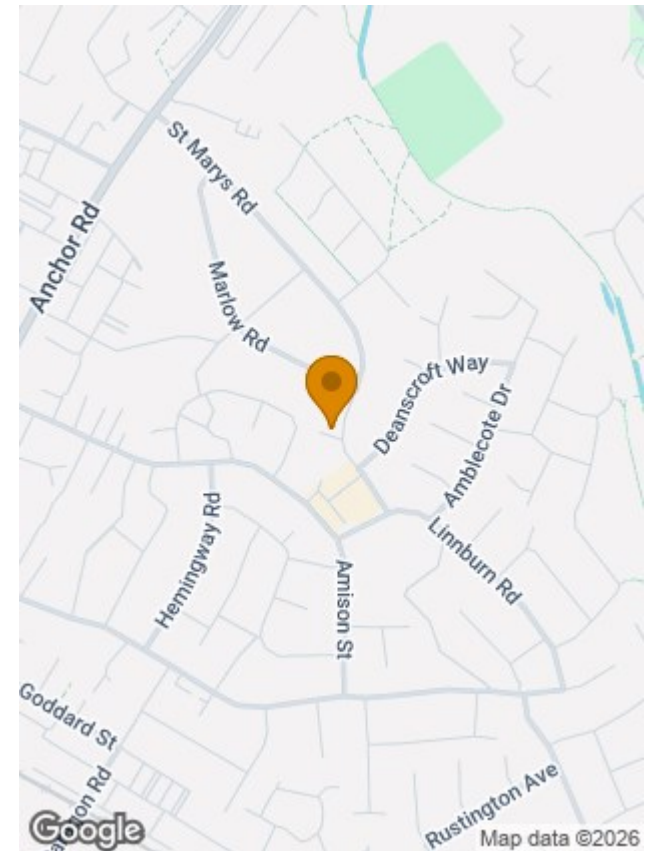 St Marys Rd
Anchor Rd
Marlow Rd
Deanscroft Way
Amblecote Dr
Hemingway Rd
Linnburn Rd
Amison St
Goddard St
Rd
Rustington Ave
Google
Map data ©2026